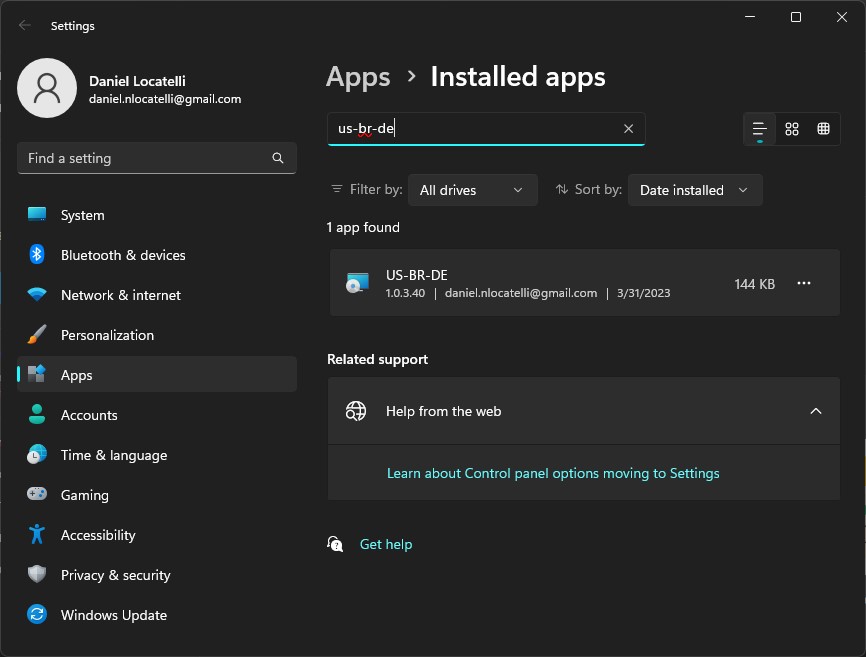 Settings
Daniel Locatelli
daniel.nlocatelli@gmail.com
Find a setting
System
Bluetooth & devices
Network & internet
Personalization
Apps
Accounts
Time & language
Gaming
Accessibility
Privacy & security
Windows Update
Apps > Installed apps
us-br-de
Filter by: All drives Sort by: Date installed
1 app found
US-BR-DE
1.0.3.40 | daniel.nlocatelli@gmail.com | 3/31/2023
144 KB
Related support
Help from the web
Learn about Control panel options moving to Settings
Get help